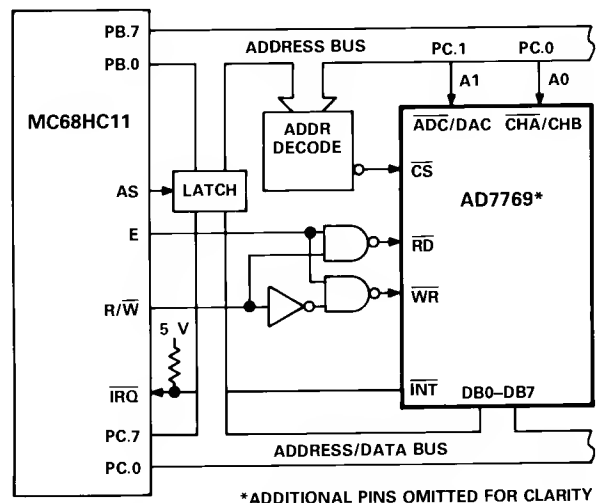 PB.7
ADDRESS BUS
PC.1
PC.0
PB.0
A1
A0
MC68HC11
ADDR
DECODE
ADC/DAC
CHA/CHB
CS
AD7769*
AS
LATCH
E
RD
WR
R/W
5 V
IRQ
INT
DB0–DB7
PC.7
ADDRESS/DATA BUS
PC.0
*ADDITIONAL PINS OMITTED FOR CLARITY